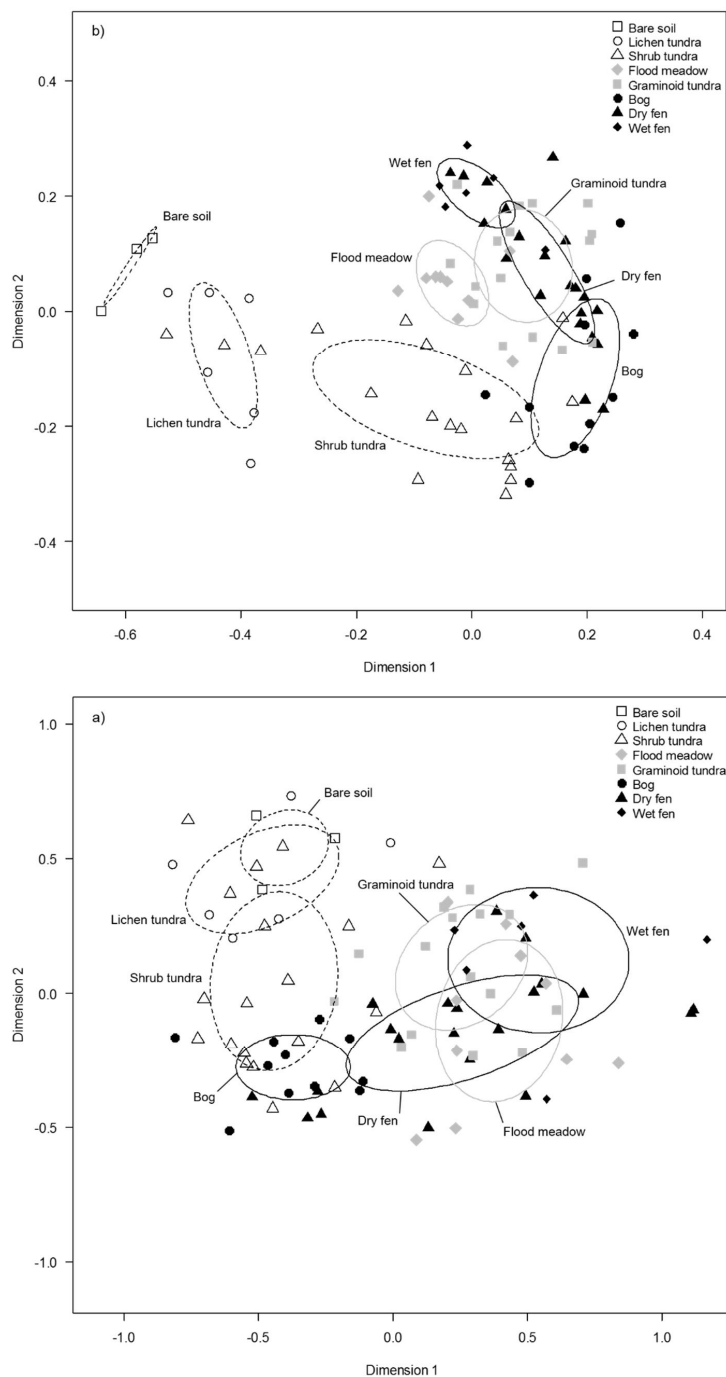 b)
Bare soil
Lichen tundra
Shrub tundra
Flood meadow
Graminoid tundra
Bog
Dry fen
Wet fen
Wet fen
Graminoid tundra
Bare soil
Flood meadow
Dry fen
Bog
Lichen tundra
Shrub tundra
Dimension 2
0.4
0.2
0.0
-0.2
-0.4
-0.6 -0.4 -0.2 0.0 0.2 0.4
Dimension 1
a)
Bare soil
Lichen tundra
Shrub tundra
Flood meadow
Graminoid tundra
Bog
Dry fen
Wet fen
Bare soil
Graminoid tundra
Lichen tundra
Wet fen
Shrub tundra
Bog
Dry fen
Flood meadow
Dimension 2
1.0
0.5
0.0
-0.5
-1.0
-1.0 -0.5 0.0 0.5 1.0
Dimension 1